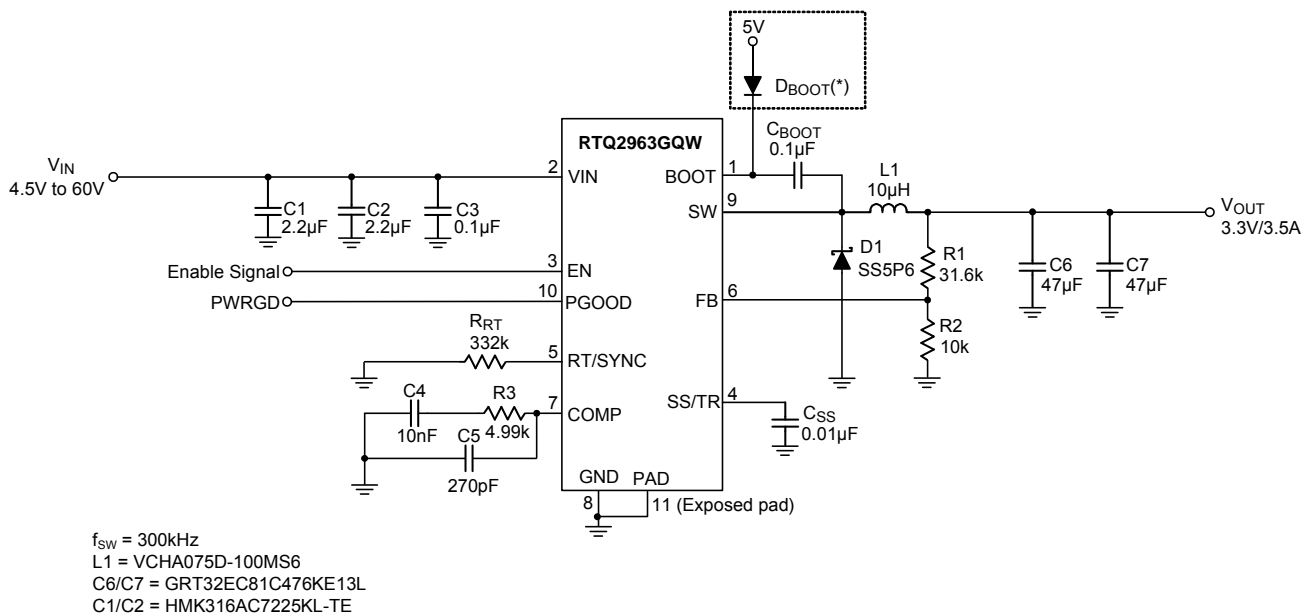 5V
DBOOT(*)
RTQ2963GQW
CBOOT
0.1µF
VIN
4.5V to 60V
2
VIN
BOOT
1
L1
10µH
C1
2.2µF
C2
2.2µF
C3
0.1µF
SW
9
VOUT
3.3V/3.5A
D1
SS5P6
R1
31.6k
C6
47µF
C7
47µF
Enable Signal
3
EN
PWRGD
10
PGOOD
FB
6
R2
10k
RRT
332k
5
RT/SYNC
C4
10nF
R3
4.99k
7
COMP
SS/TR
4
CSS
0.01µF
C5
270pF
GND
PAD
8
11 (Exposed pad)
fSW = 300kHz
L1 = VCHA075D-100MS6
C6/C7 = GRT32EC81C476KE13L
C1/C2 = HMK316AC7225KL-TE